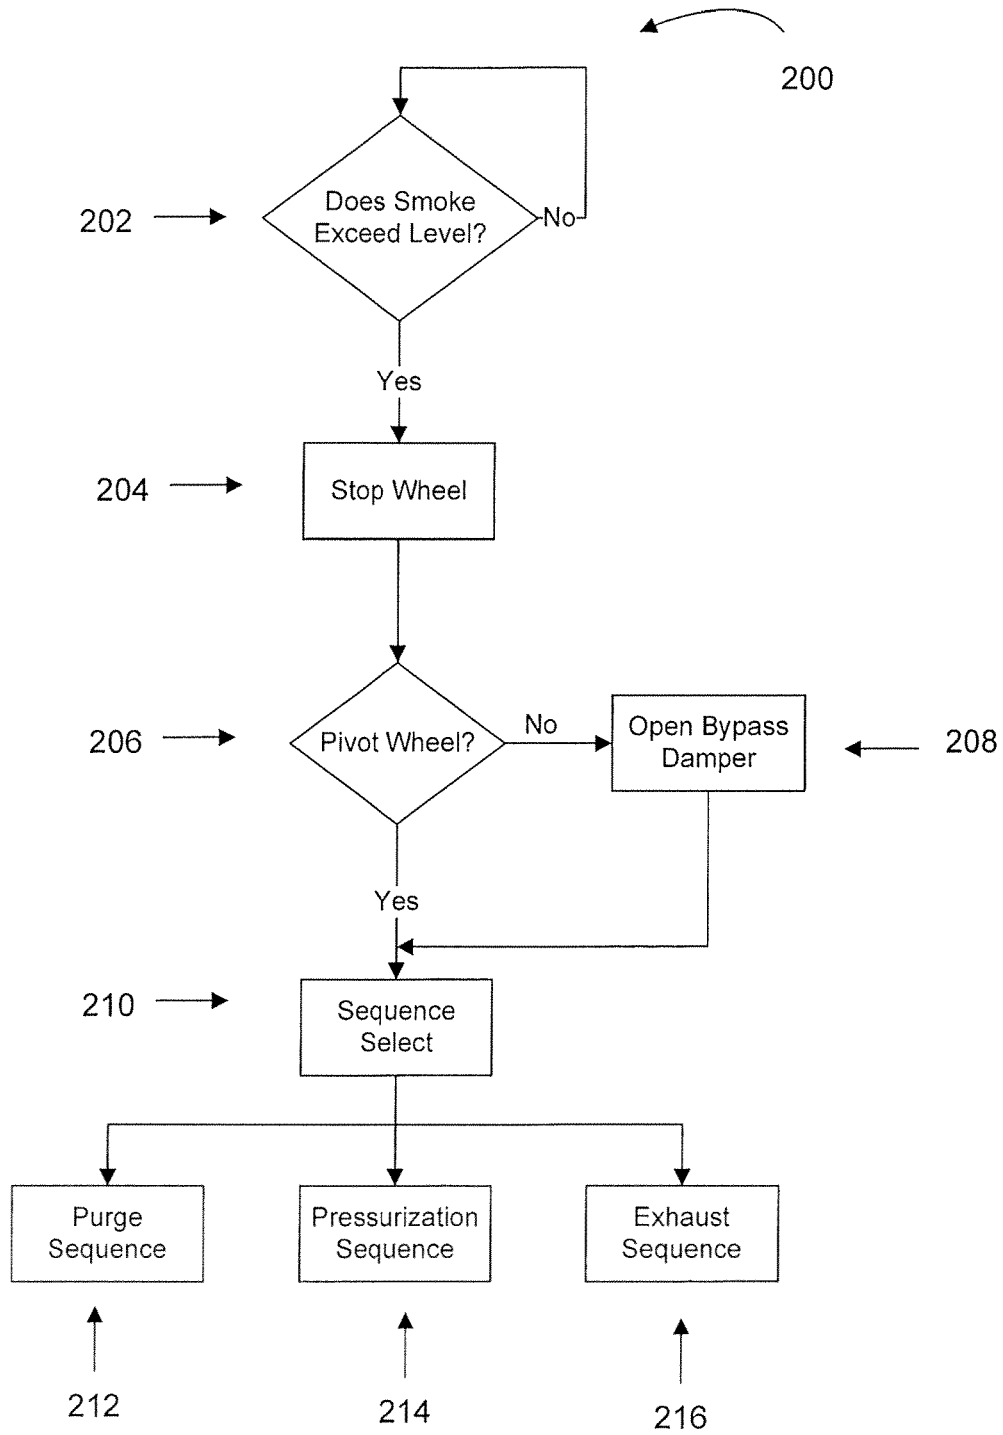 200
202
Does Smoke
Exceed Level?
No
Yes
204
Stop Wheel
206
Pivot Wheel?
No
Open Bypass
Damper
208
Yes
210
Sequence
Select
Purge
Sequence
Pressurization
Sequence
Exhaust
Sequence
212
214
216